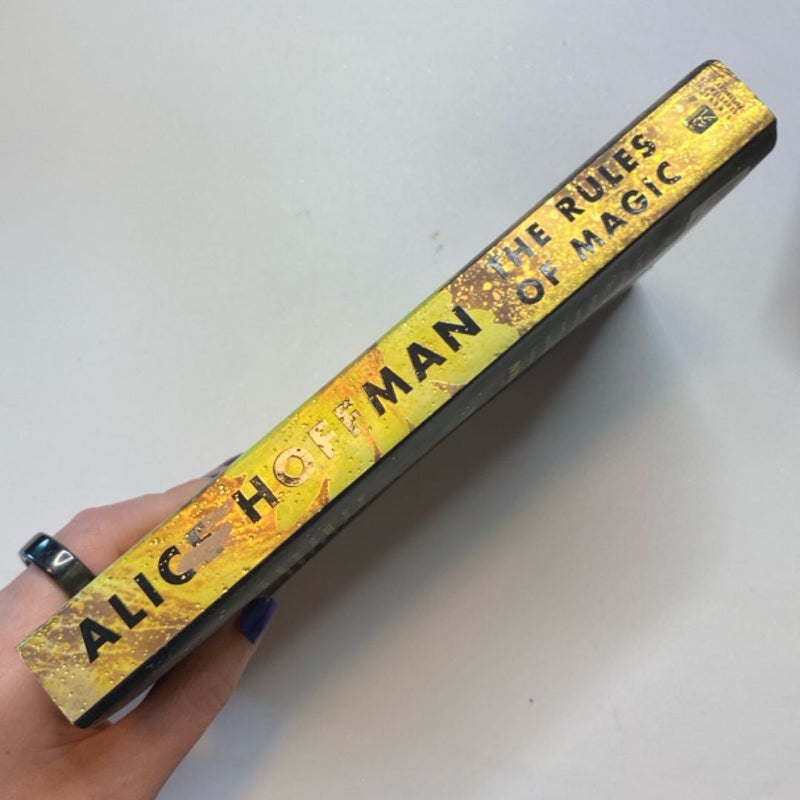 ALICE HOFFMAN
THE RULES
OF MAGIC